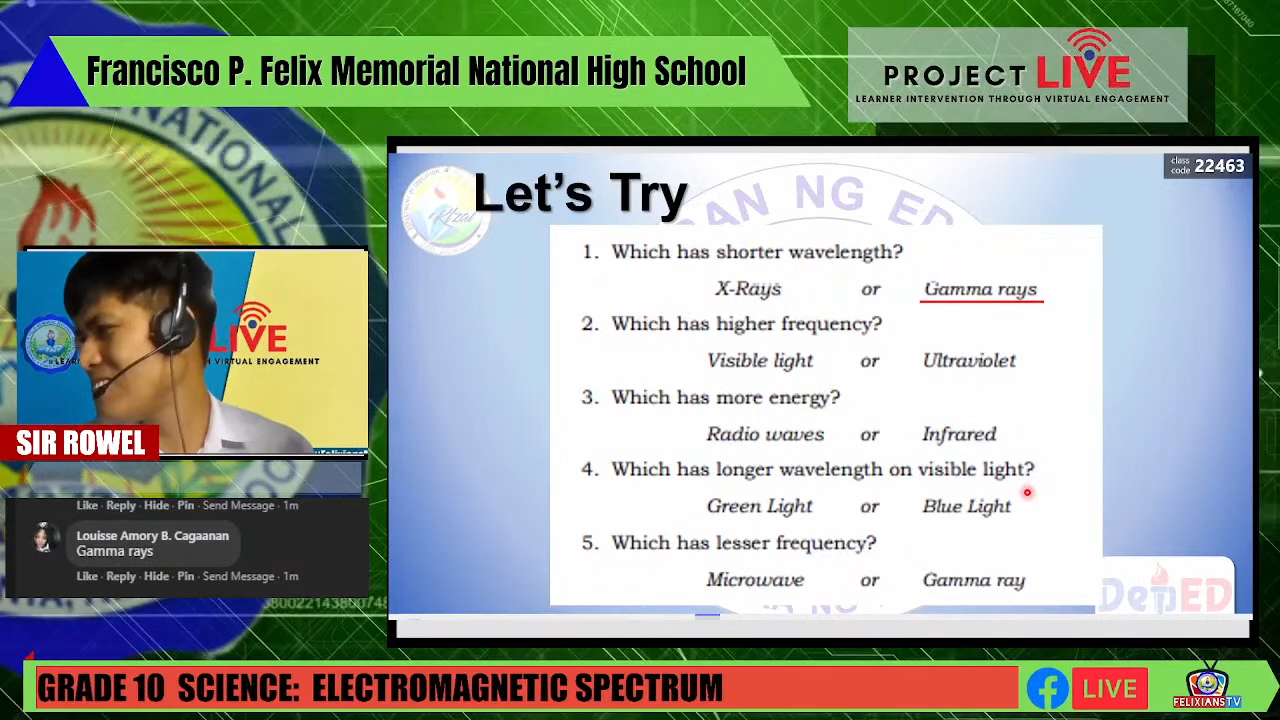 Francisco P. Felix Memorial National High School
PROJECT LIVE
LEARNER INTERVENTION THROUGH VIRTUAL ENGAGEMENT
class code 22463
Let's Try
1. Which has shorter wavelength?
X-Rays or Gamma rays
2. Which has higher frequency?
Visible light or Ultraviolet
3. Which has more energy?
Radio waves or Infrared
4. Which has longer wavelength on visible light?
Green Light or Blue Light
5. Which has lesser frequency?
Microwave or Gamma ray
DepED
LIVE
VIRTUAL ENGAGEMENT
SIR ROWEL
Like · Reply · Hide · Pin · Send Message · 1m
Louisse Amory B. Cagaanan
Gamma rays
Like · Reply · Hide · Pin · Send Message · 1m
GRADE 10 SCIENCE: ELECTROMAGNETIC SPECTRUM
LIVE
FELIXIANSTV